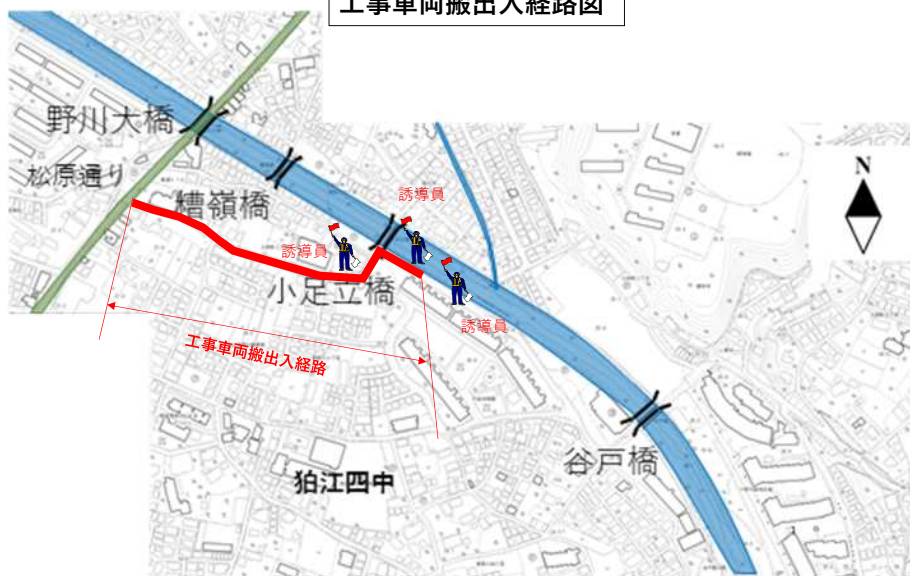 工事車両搬出入経路図
野川大橋
松原通り
糟嶺橋
誘導員
誘導員
小足立橋
誘導員
工事車両搬出入経路
N
狛江四中
谷戸橋